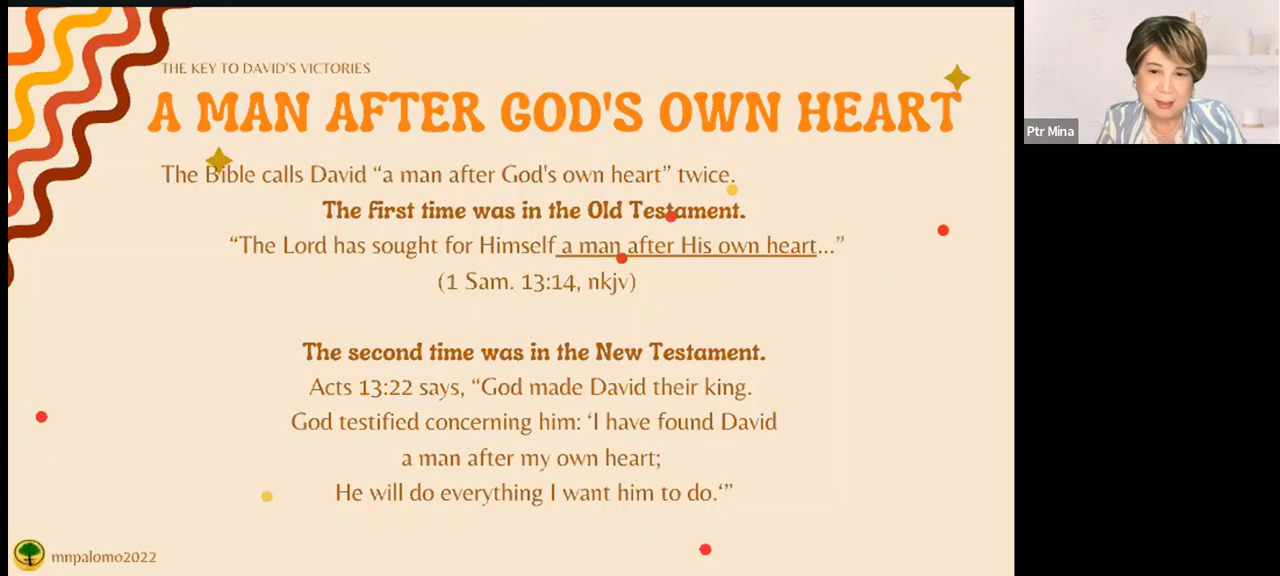 THE KEY TO DAVID'S VICTORIES
A MAN AFTER GOD'S OWN HEART
The Bible calls David “a man after God's own heart” twice.
The first time was in the Old Testament.
“The Lord has sought for Himself a man after His own heart...”
(1 Sam. 13:14, nkjv)
The second time was in the New Testament.
Acts 13:22 says, “God made David their king.
God testified concerning him: ‘I have found David
a man after my own heart;
He will do everything I want him to do.‘”
mnpalomo2022
Ptr Mina